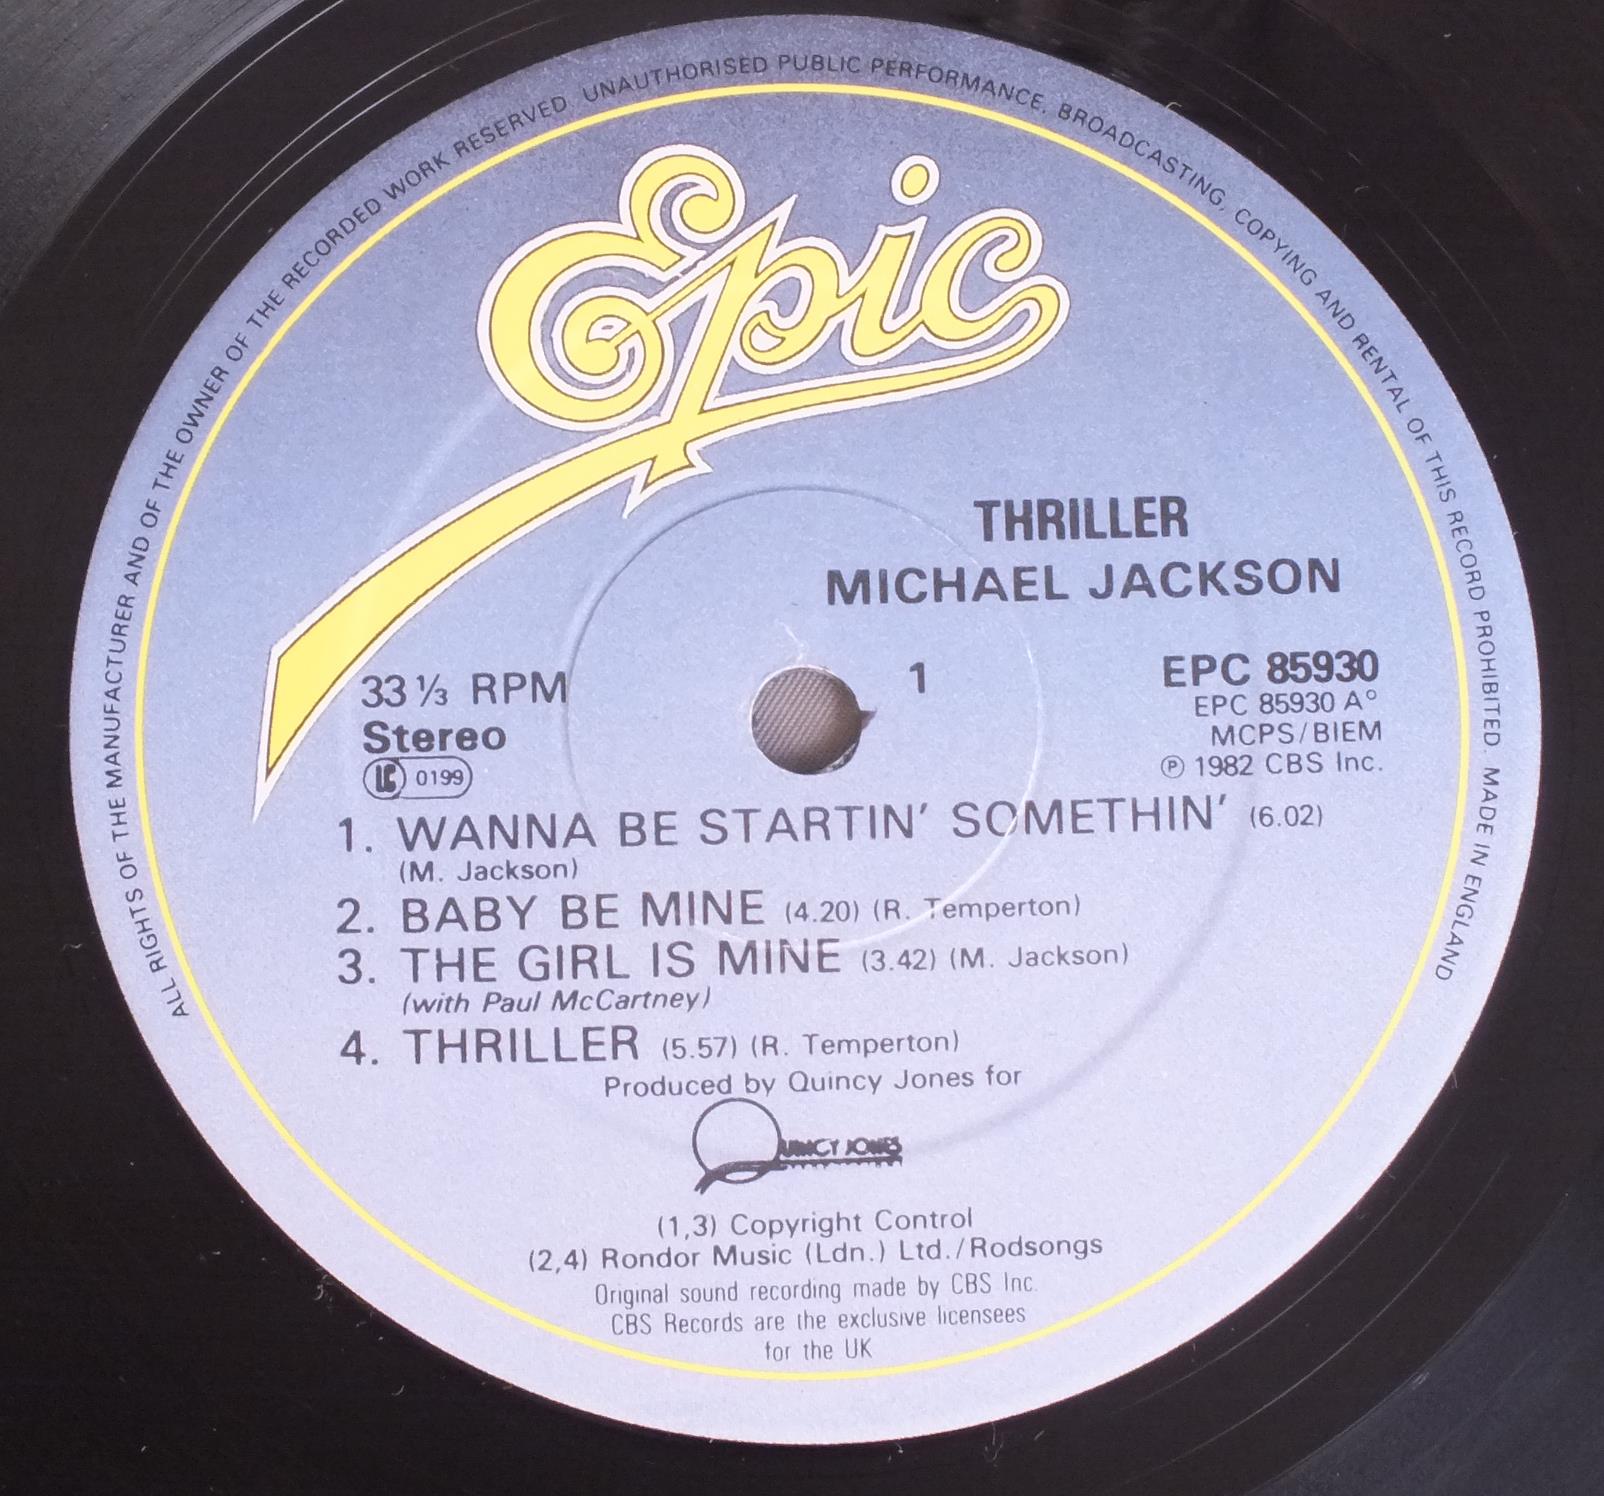 ALL RIGHTS OF THE MANUFACTURER AND OF THE OWNER OF THE RECORDED WORK RESERVED. UNAUTHORISED PUBLIC PERFORMANCE, BROADCASTING, COPYING AND RENTAL OF THIS RECORD PROHIBITED. MADE IN ENGLAND
Epic
THRILLER
MICHAEL JACKSON
33⅓ RPM
Stereo
LC 0199
1
EPC 85930
EPC 85930 A°
MCPS/BIEM
℗ 1982 CBS Inc.
1. WANNA BE STARTIN' SOMETHIN' (6.02)
(M. Jackson)
2. BABY BE MINE (4.20) (R. Temperton)
3. THE GIRL IS MINE (3.42) (M. Jackson)
(with Paul McCartney)
4. THRILLER (5.57) (R. Temperton)
Produced by Quincy Jones for
QUINCY JONES
(1,3) Copyright Control
(2,4) Rondor Music (Ldn.) Ltd./Rodsongs
Original sound recording made by CBS Inc.
CBS Records are the exclusive licensees
for the UK